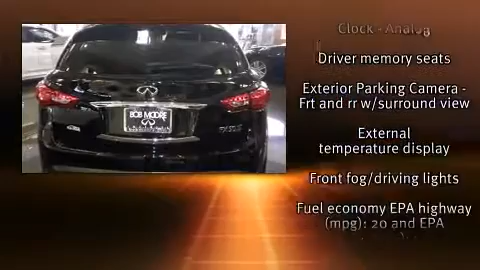 Clock - Analog
Driver memory seats
Exterior Parking Camera -
Frt and rr w/surround view
External
temperature display
Front fog/driving lights
Fuel economy EPA highway
(mpg): 20 and EPA
BOB MOORE